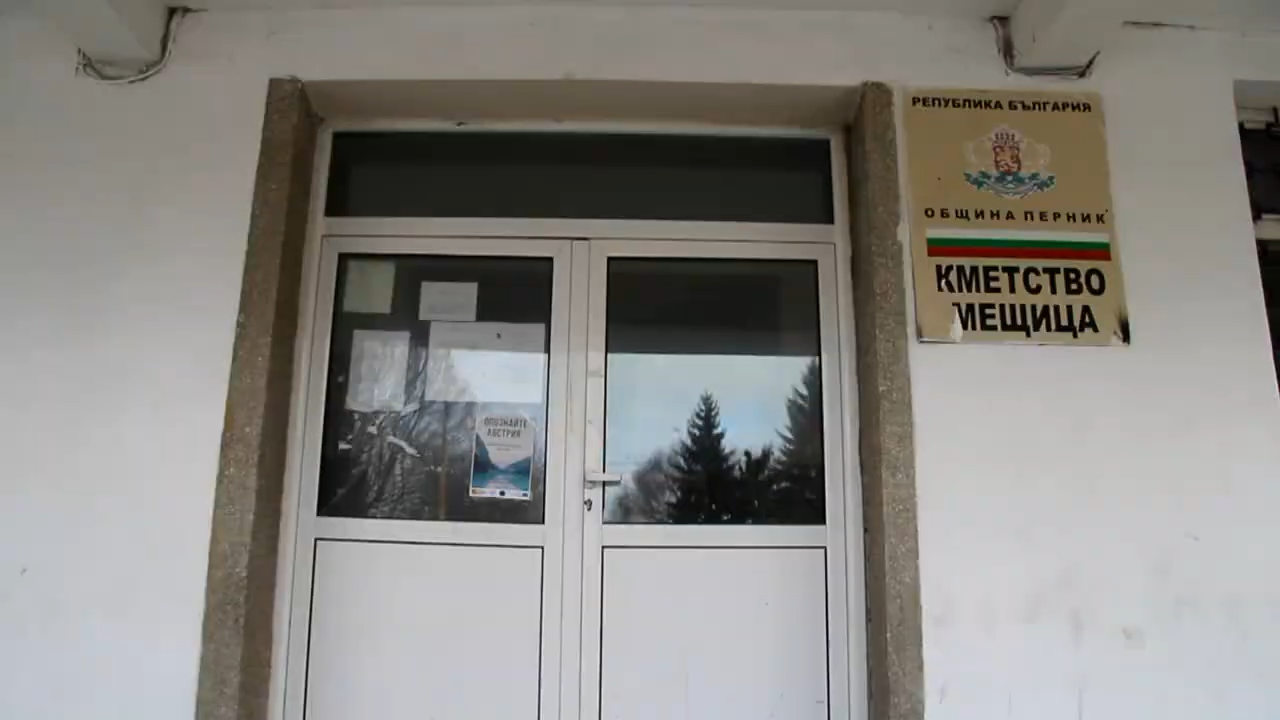 РЕПУБЛИКА БЪЛГАРИЯ
ОБЩИНА ПЕРНИК
КМЕТСТВО
МЕЩИЦА
ОПОЗНАЙТЕ
АВСТРИЯ